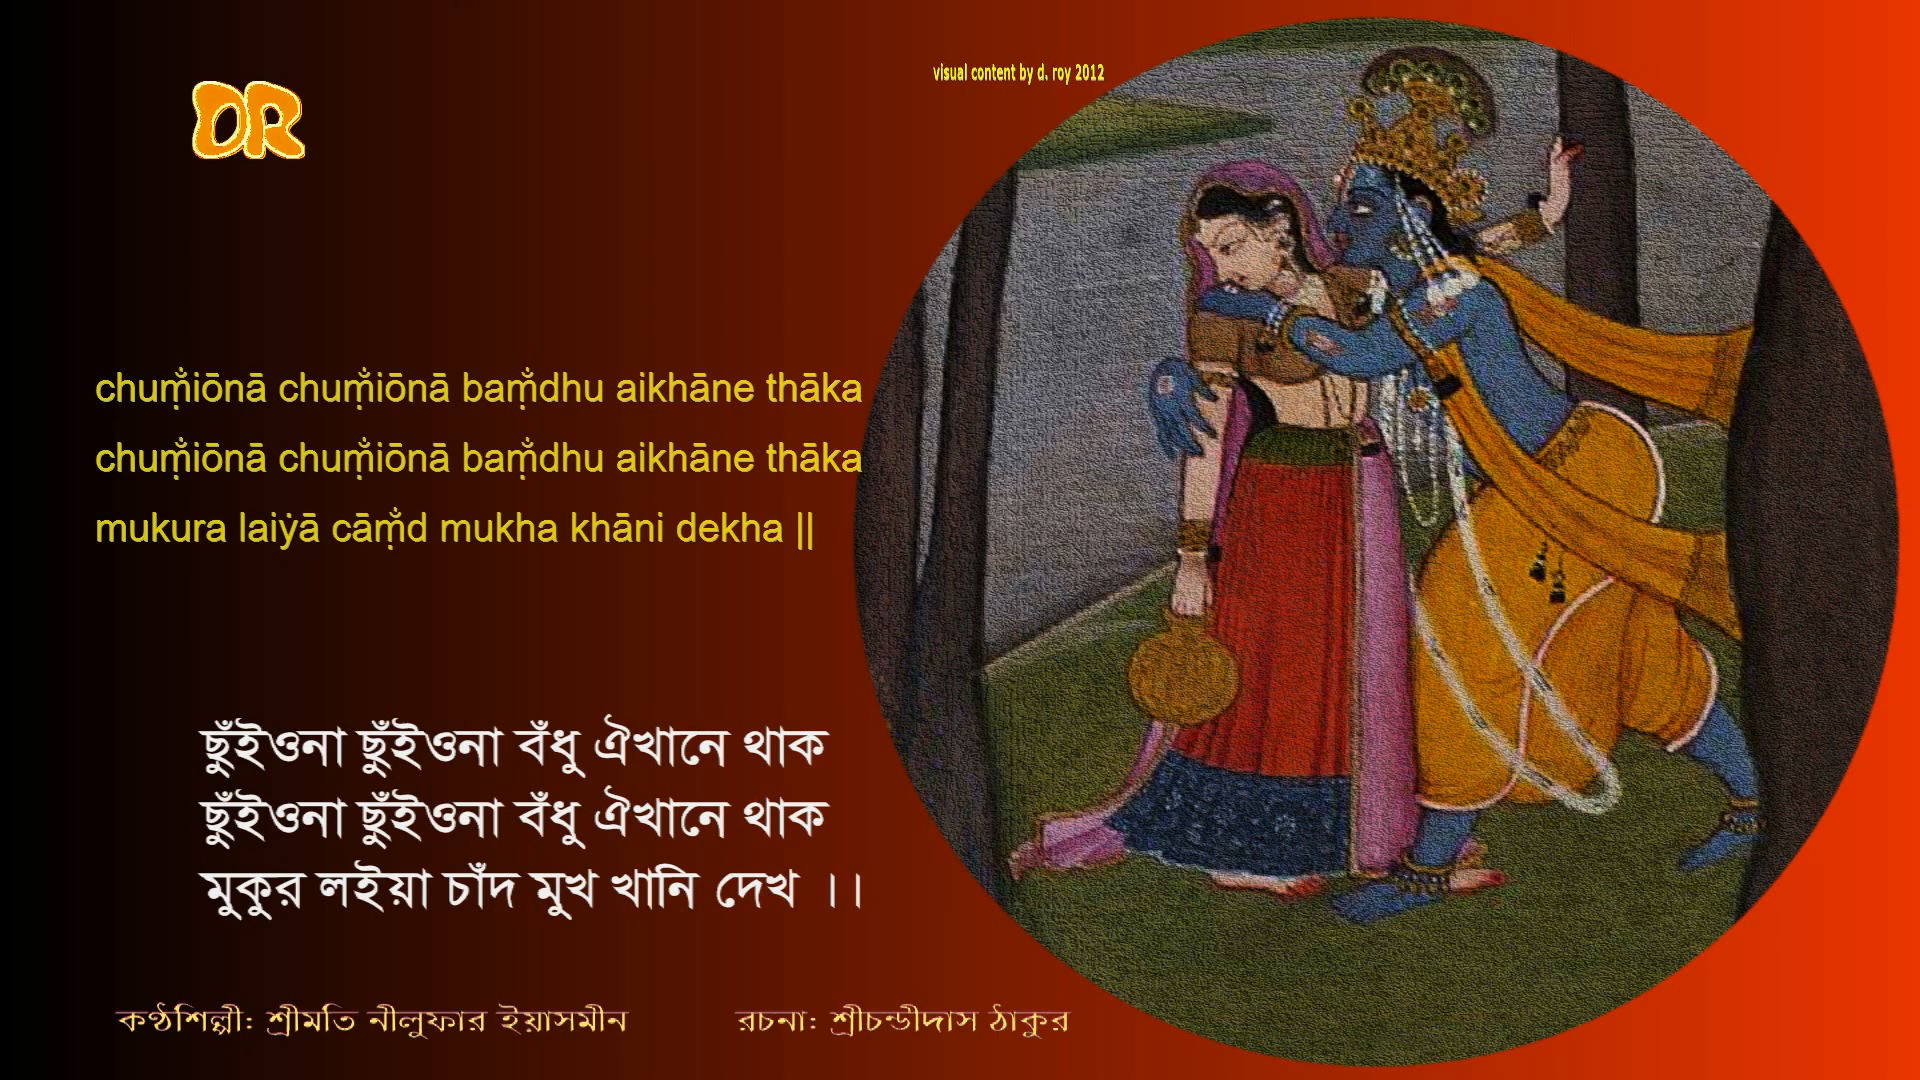 visual content by d. roy 2012
DR
chuṃ̐iōnā chuṃ̐iōnā baṃ̐dhu aikhāne thāka
chuṃ̐iōnā chuṃ̐iōnā baṃ̐dhu aikhāne thāka
mukura laiẏā cāṃ̐d mukha khāni dekha ||
ছুঁইওনা ছুঁইওনা বঁধু ঐখানে থাক
ছুঁইওনা ছুঁইওনা বঁধু ঐখানে থাক
মুকুর লইয়া চাঁদ মুখ খানি দেখ ।।
কণ্ঠশিল্পী: শ্রীমতি নীলুফার ইয়াসমীন রচনা: শ্রীচন্ডীদাস ঠাকুর